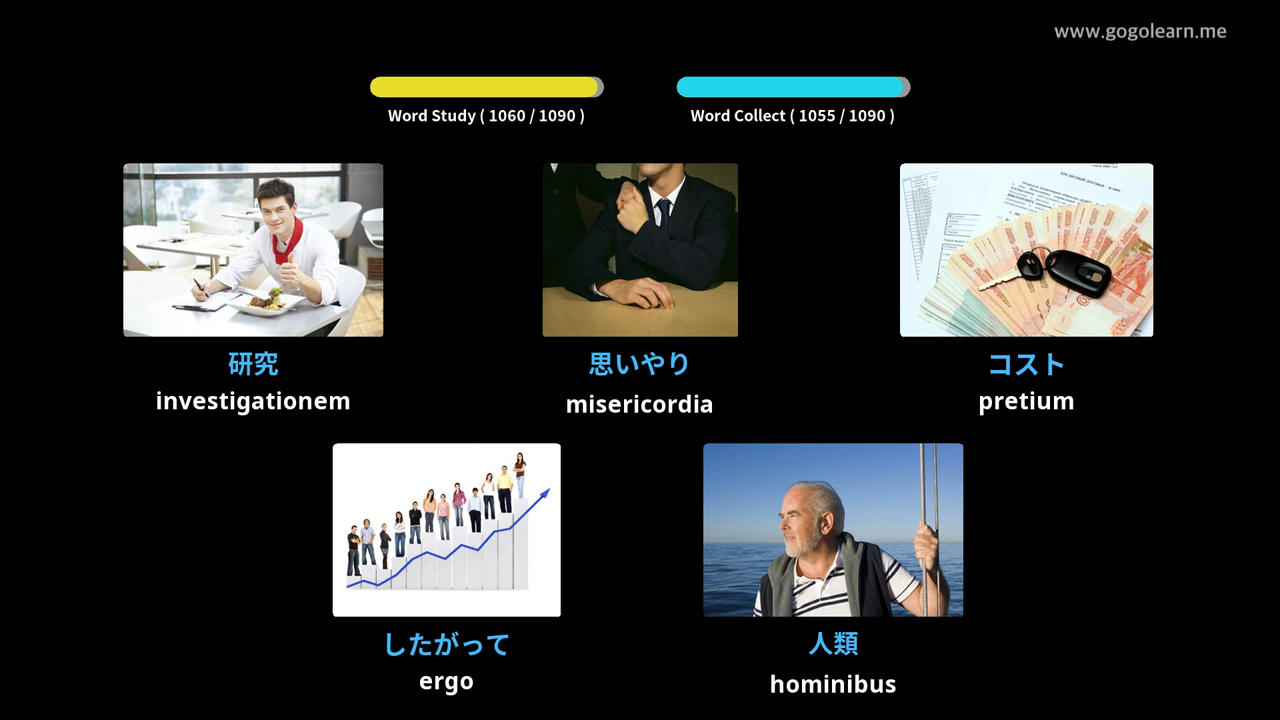 www.gogolearn.me
Word Study ( 1060 / 1090 )
Word Collect ( 1055 / 1090 )
研究
investigationem
思いやり
misericordia
コスト
pretium
したがって
ergo
人類
hominibus